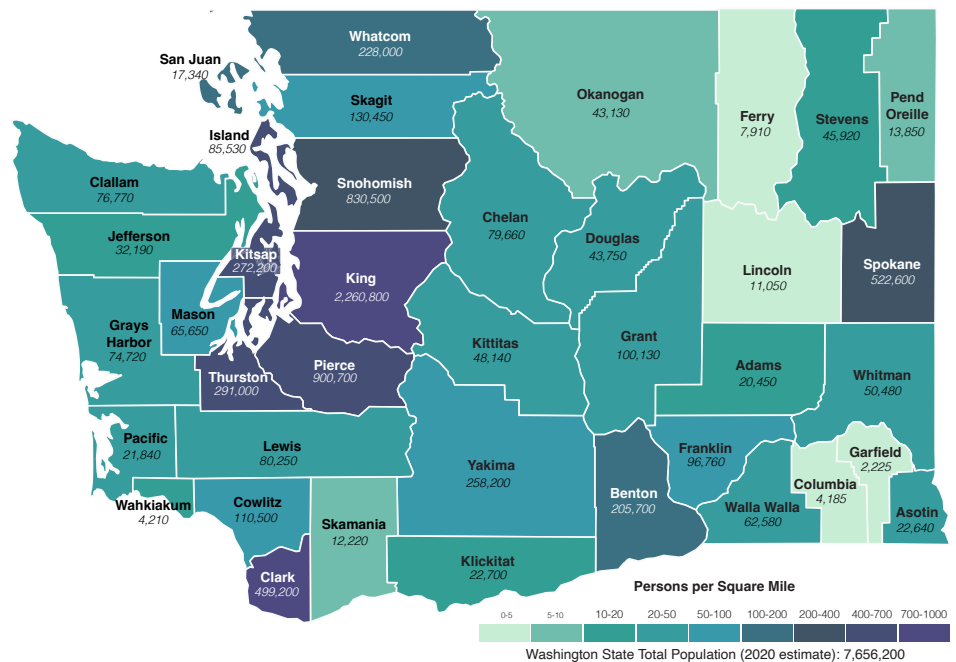 Whatcom
228,000
San Juan
17,340
Skagit
130,450
Okanogan
43,130
Ferry
7,910
Stevens
45,920
Pend
Oreille
13,850
Island
85,530
Clallam
76,770
Snohomish
830,500
Jefferson
32,190
Chelan
79,660
Douglas
43,750
Kitsap
272,200
King
2,260,800
Lincoln
11,050
Spokane
522,600
Mason
65,650
Grays
Harbor
74,720
Kittitas
48,140
Grant
100,130
Thurston
291,000
Pierce
900,700
Adams
20,450
Whitman
50,480
Pacific
21,840
Lewis
80,250
Yakima
258,200
Franklin
96,760
Garfield
2,225
Columbia
4,185
Wahkiakum
4,210
Cowlitz
110,500
Skamania
12,220
Benton
205,700
Walla Walla
62,580
Asotin
22,640
Clark
499,200
Klickitat
22,700
Persons per Square Mile
0-5 5-10 10-20 20-50 50-100 100-200 200-400 400-700 700-1000
Washington State Total Population (2020 estimate): 7,656,200